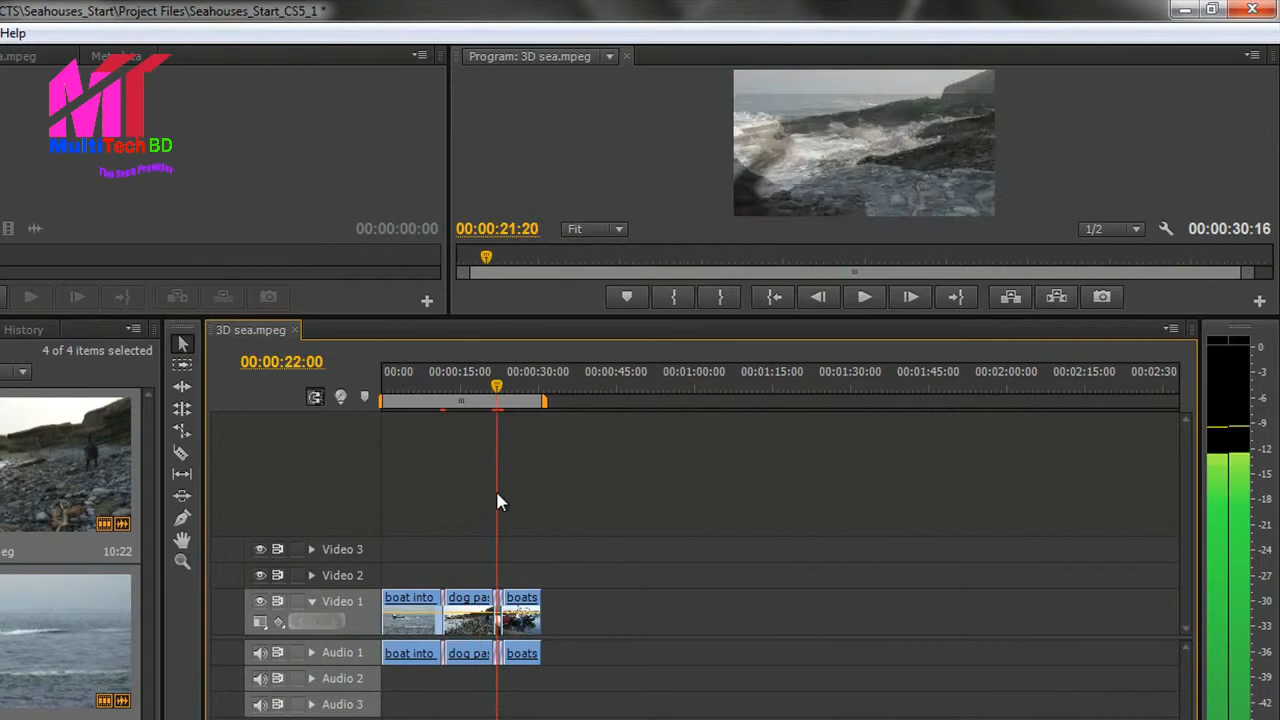 CTS\Seahouses_Start\Project Files\Seahouses_Start_CS5_1 *
Help
a.mpeg Metadata
Program: 3D sea.mpeg
MT
MultiTechBD
The Tech Provider
00:00:00:00
00:00:21:20
Fit
1/2
00:00:30:16
History
3D sea.mpeg
4 of 4 items selected
00:00:22:00
00:00 00:00:15:00 00:00:30:00 00:00:45:00 00:01:00:00 00:01:15:00 00:01:30:00 00:01:45:00 00:02:00:00 00:02:15:00 00:02:30
0
-3
-6
-9
-12
-15
-18
-21
-24
-27
-30
-33
-36
-39
-42
eg 10:22
Video 3
Video 2
boat into dog pa boats
Video 1
Audio 1
boat into dog pa boats
Audio 2
Audio 3